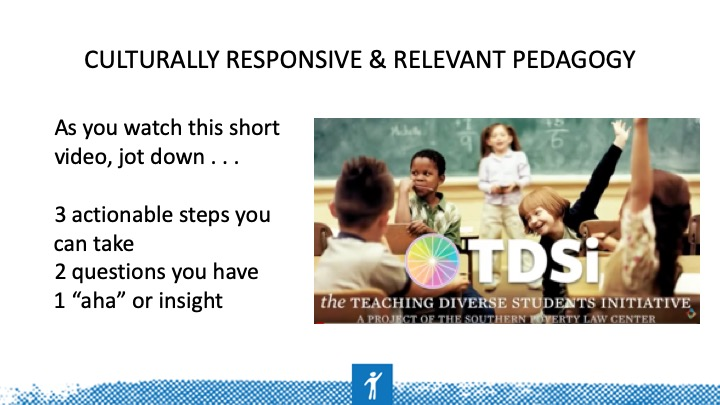 CULTURALLY RESPONSIVE & RELEVANT PEDAGOGY
As you watch this short
video, jot down . . .
3 actionable steps you
can take
2 questions you have
1 “aha” or insight
TDSi
the TEACHING DIVERSE STUDENTS INITIATIVE
A PROJECT OF THE SOUTHERN POVERTY LAW CENTER